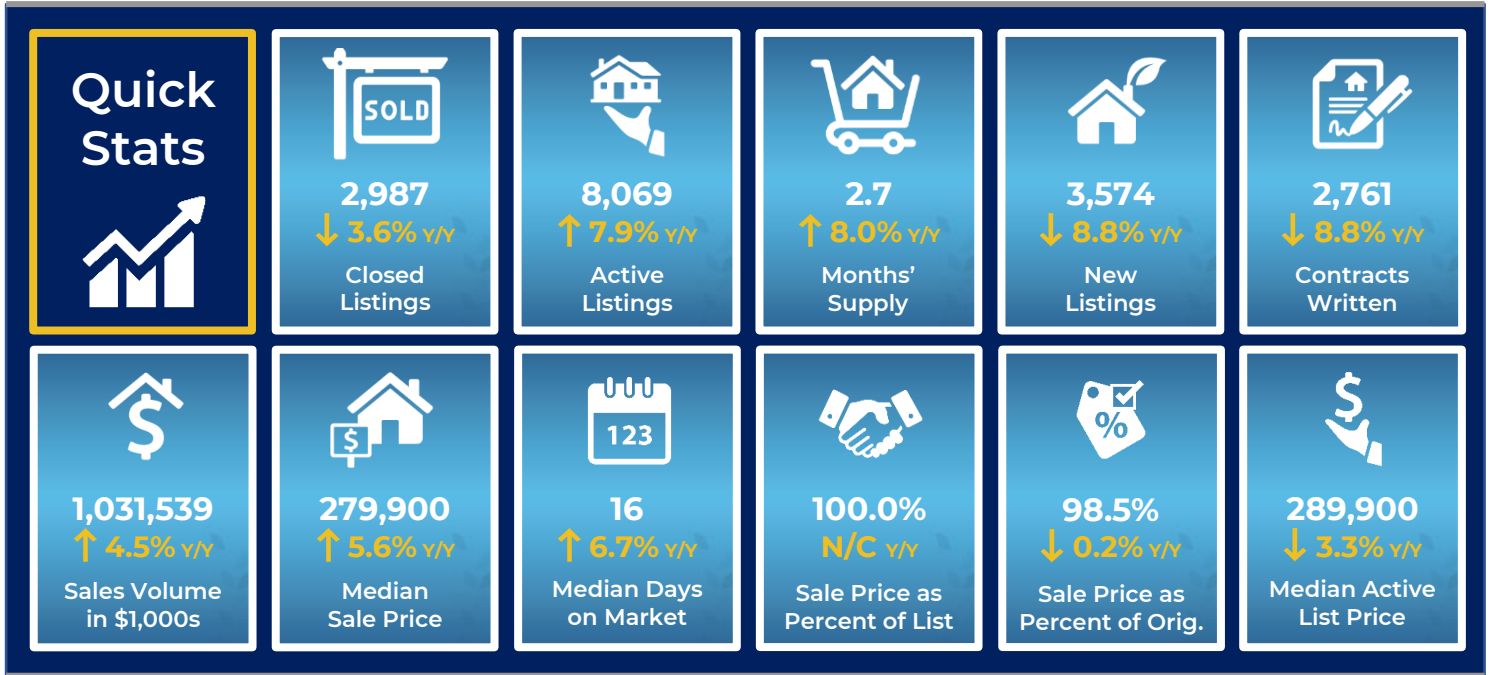 Quick
Stats
SOLD
2,987
↓ 3.6% Y/Y
Closed
Listings
8,069
↑ 7.9% Y/Y
Active
Listings
2.7
↑ 8.0% Y/Y
Months’
Supply
3,574
↓ 8.8% Y/Y
New
Listings
2,761
↓ 8.8% Y/Y
Contracts
Written
$
1,031,539
↑ 4.5% Y/Y
Sales Volume
in $1,000s
$
279,900
↑ 5.6% Y/Y
Median
Sale Price
123
16
↑ 6.7% Y/Y
Median Days
on Market
100.0%
N/C Y/Y
Sale Price as
Percent of List
%
98.5%
↓ 0.2% Y/Y
Sale Price as
Percent of Orig.
$
289,900
↓ 3.3% Y/Y
Median Active
List Price